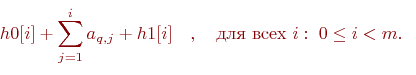 h0[i] + \sum_{j=1}^{i} a_{q,j} + h1[i] , для всех i : 0 ≤ i < m.